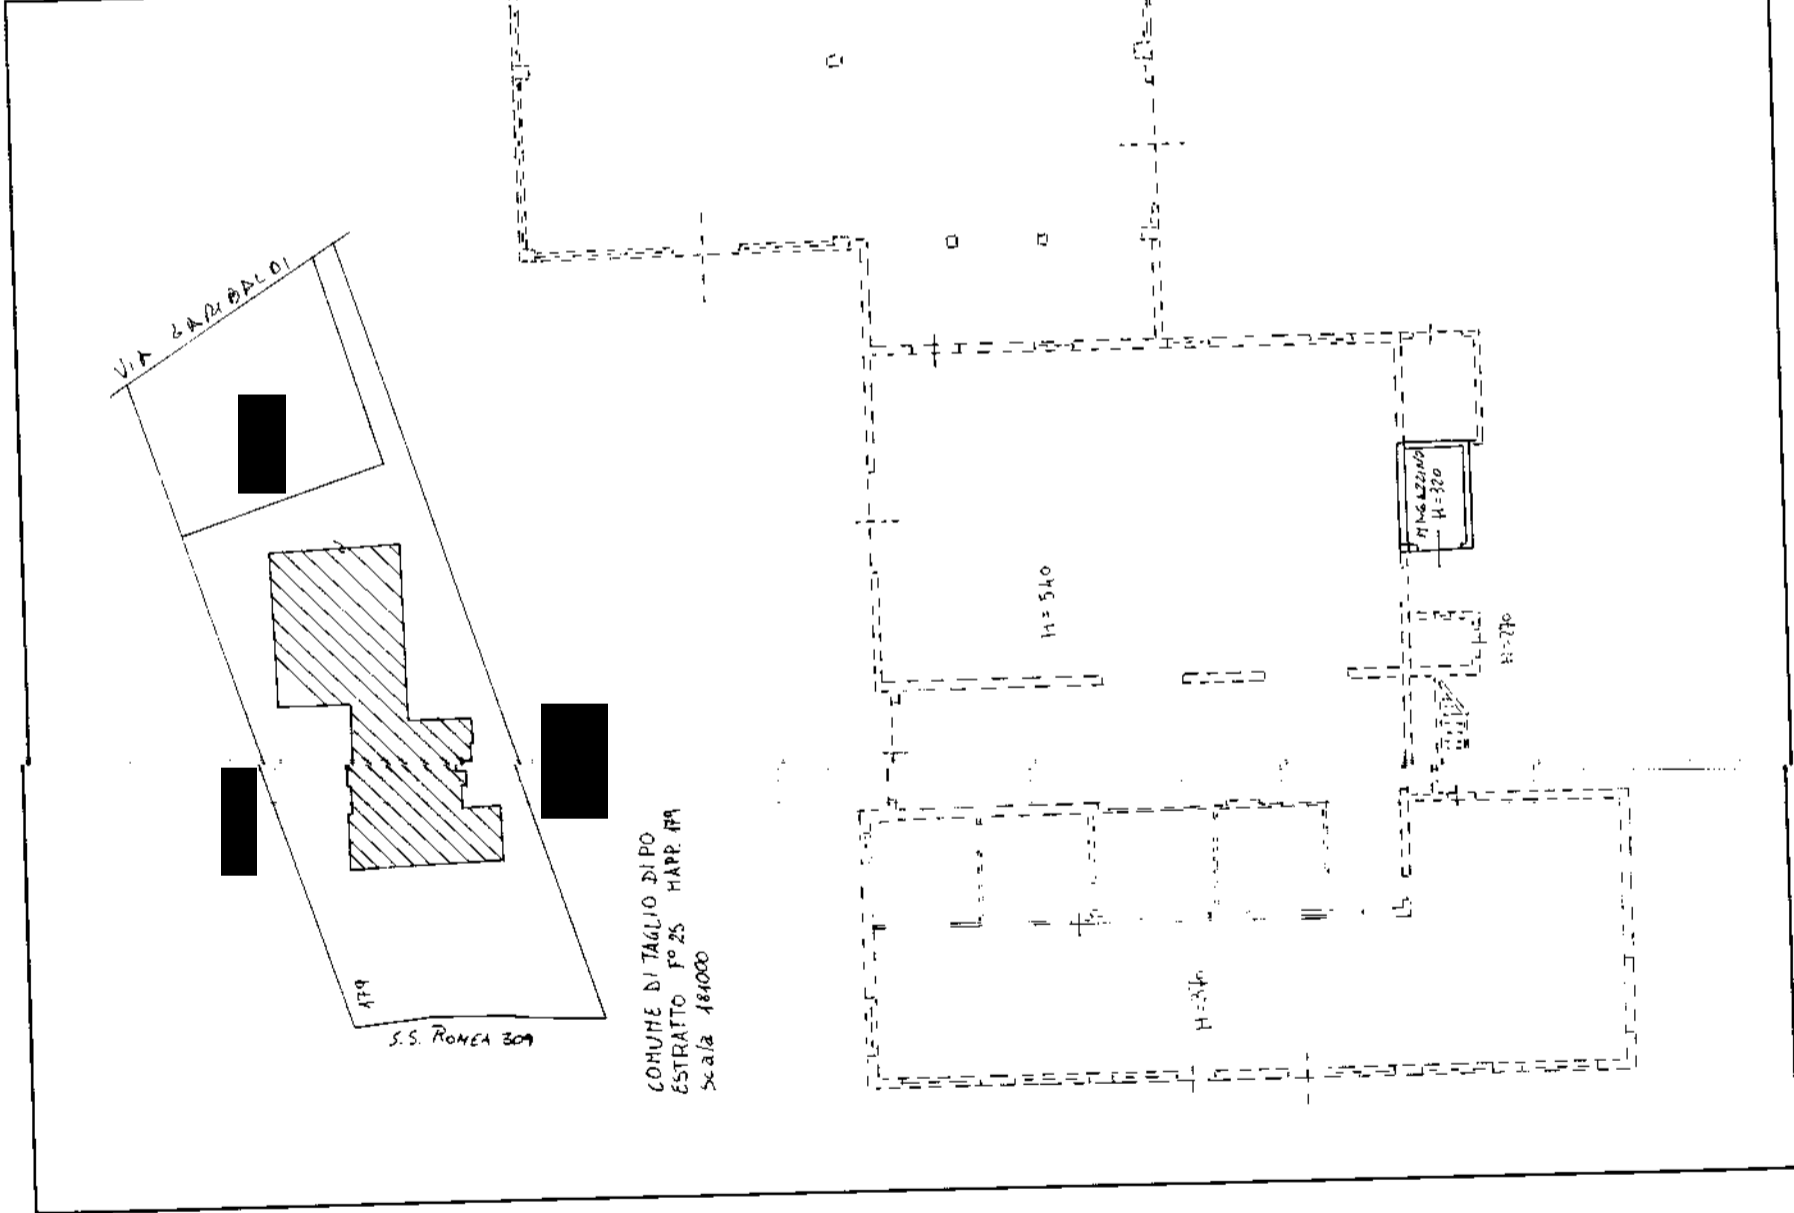 VIA GARIBALDI
179
S.S. ROMEA 309
COMUNE DI TAGLIO DI PO
ESTRATTO F° 25 MAPP. 179
Scala 1:1000
H=540
MAGAZZINO
H=320
H=270